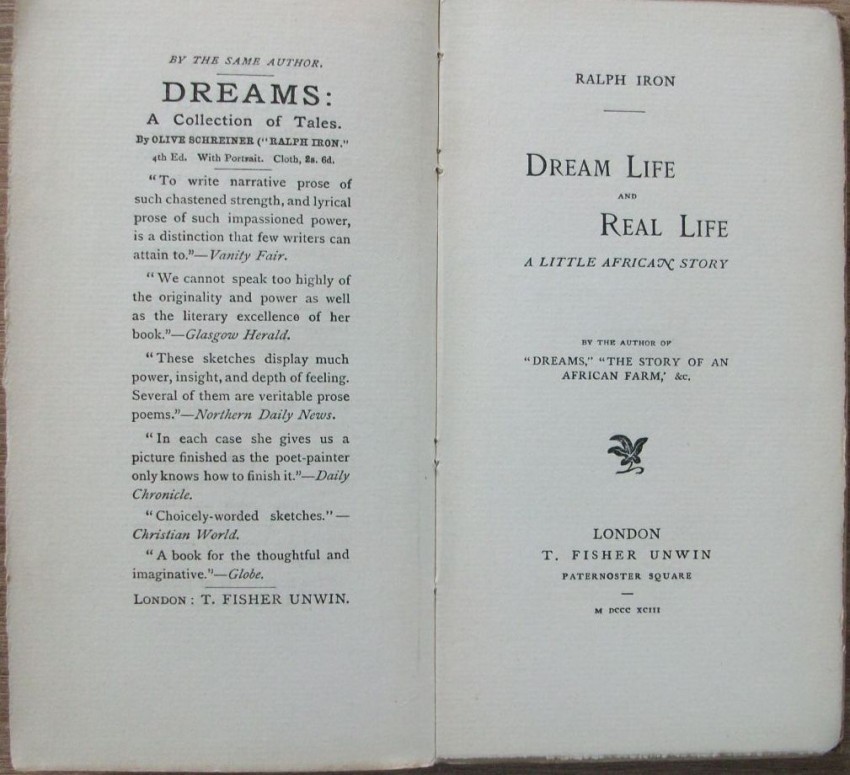 BY THE SAME AUTHOR.
DREAMS:
A Collection of Tales.
By OLIVE SCHREINER ("RALPH IRON."
4th Ed. With Portrait. Cloth, 2s. 6d.
"To write narrative prose of
such chastened strength, and lyrical
prose of such impassioned power,
is a distinction that few writers can
attain to."—Vanity Fair.
"We cannot speak too highly of
the originality and power as well
as the literary excellence of her
book."—Glasgow Herald.
"These sketches display much
power, insight, and depth of feeling.
Several of them are veritable prose
poems."—Northern Daily News.
"In each case she gives us a
picture finished as the poet-painter
only knows how to finish it."—Daily
Chronicle.
"Choicely-worded sketches."—
Christian World.
"A book for the thoughtful and
imaginative."—Globe.
LONDON: T. FISHER UNWIN.
RALPH IRON
DREAM LIFE
AND
REAL LIFE
A LITTLE AFRICAN STORY
BY THE AUTHOR OF
"DREAMS," "THE STORY OF AN
AFRICAN FARM,' &c.
LONDON
T. FISHER UNWIN
PATERNOSTER SQUARE
M DCCC XCIII